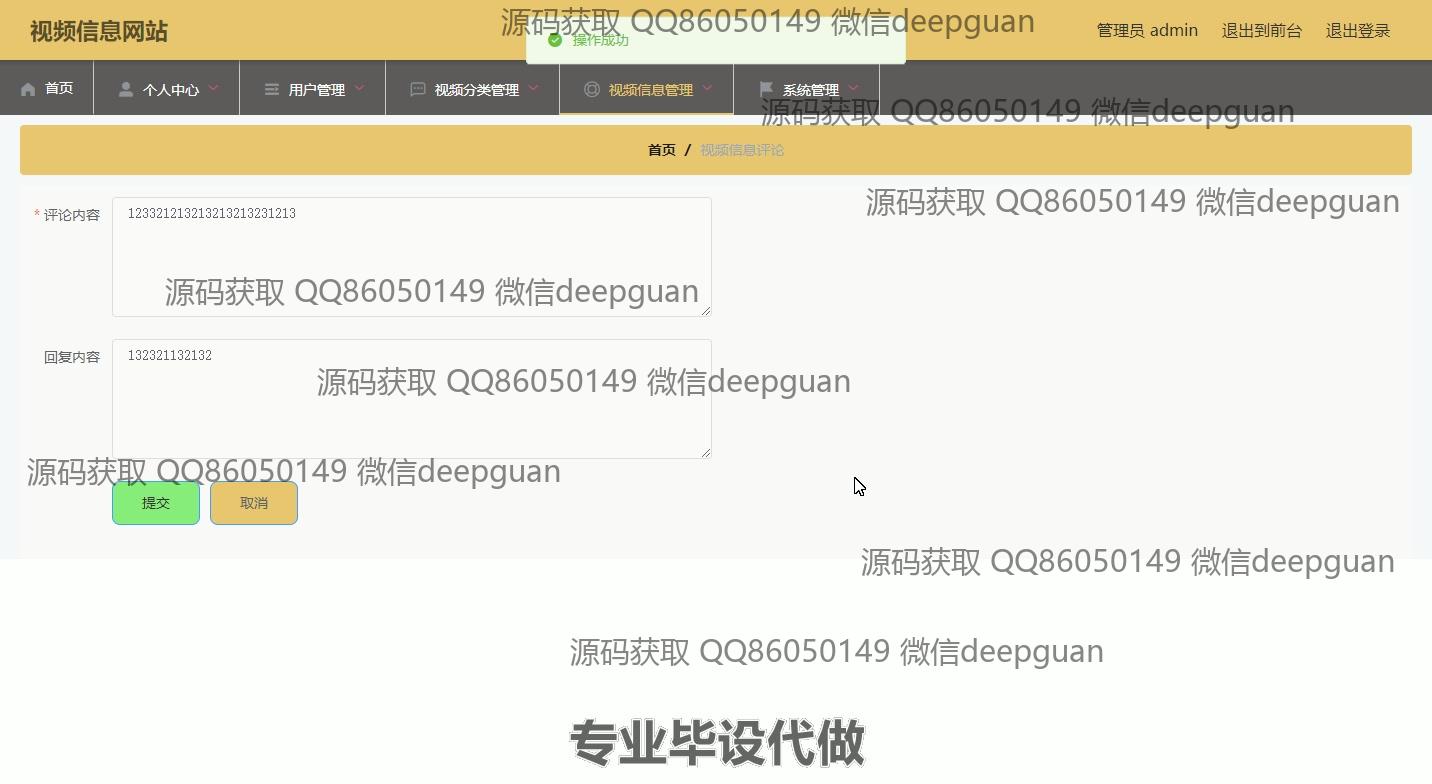 视频信息网站
源码获取 QQ86050149 微信deepguan
操作成功
管理员 admin 退出到前台 退出登录
首页 个人中心 用户管理 视频分类管理 视频信息管理 系统管理
源码获取 QQ86050149 微信deepguan
首页 / 视频信息评论
源码获取 QQ86050149 微信deepguan
* 评论内容 123321213213213213231213
源码获取 QQ86050149 微信deepguan
回复内容 132321132132
源码获取 QQ86050149 微信deepguan
源码获取 QQ86050149 微信deepguan
提交 取消
源码获取 QQ86050149 微信deepguan
源码获取 QQ86050149 微信deepguan
专业毕设代做